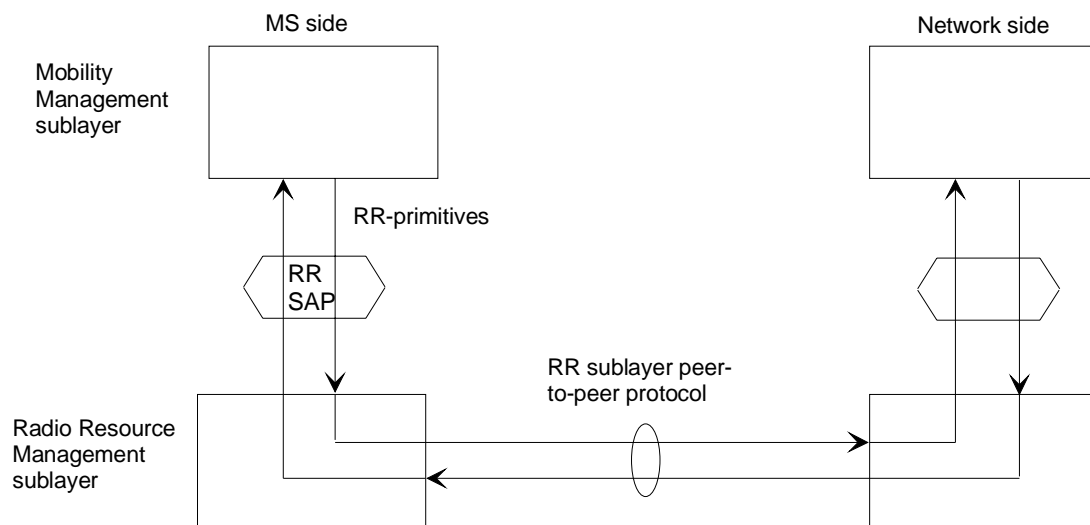 MS side
Network side
Mobility
Management
sublayer
RR-primitives
RR
SAP
RR sublayer peer-
to-peer protocol
Radio Resource
Management
sublayer